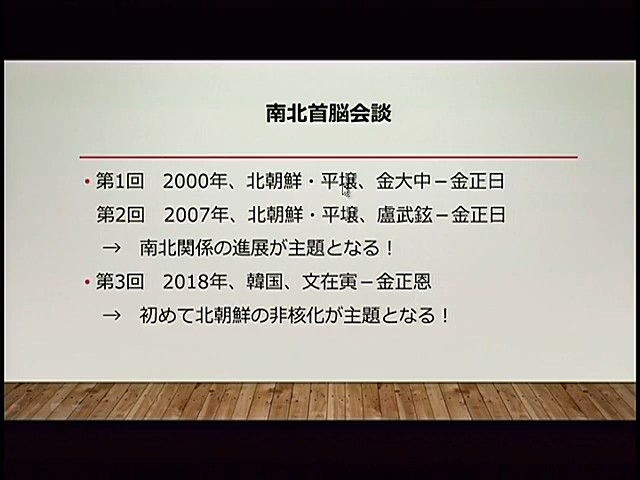 南北首脳会談
・第1回　2000年、北朝鮮・平壌、金大中－金正日
第2回　2007年、北朝鮮・平壌、盧武鉉－金正日
→　南北関係の進展が主題となる！
・第3回　2018年、韓国、文在寅－金正恩
→　初めて北朝鮮の非核化が主題となる！